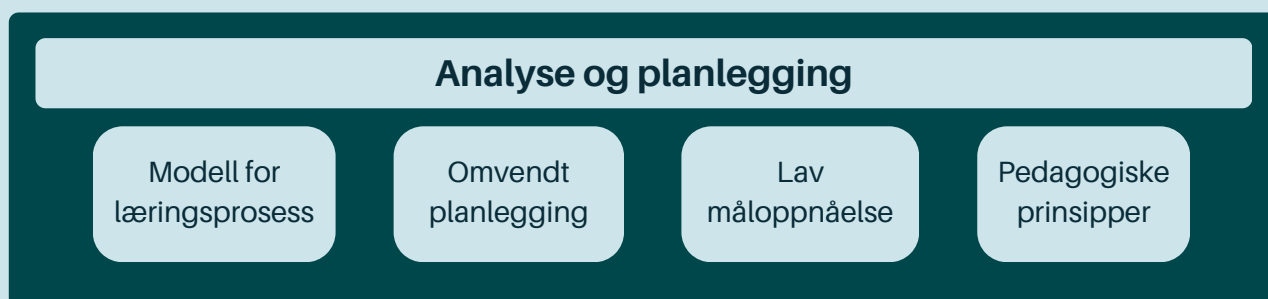 Analyse og planlegging
Modell for
læringsprosess
Omvendt
planlegging
Lav
måloppnåelse
Pedagogiske
prinsipper